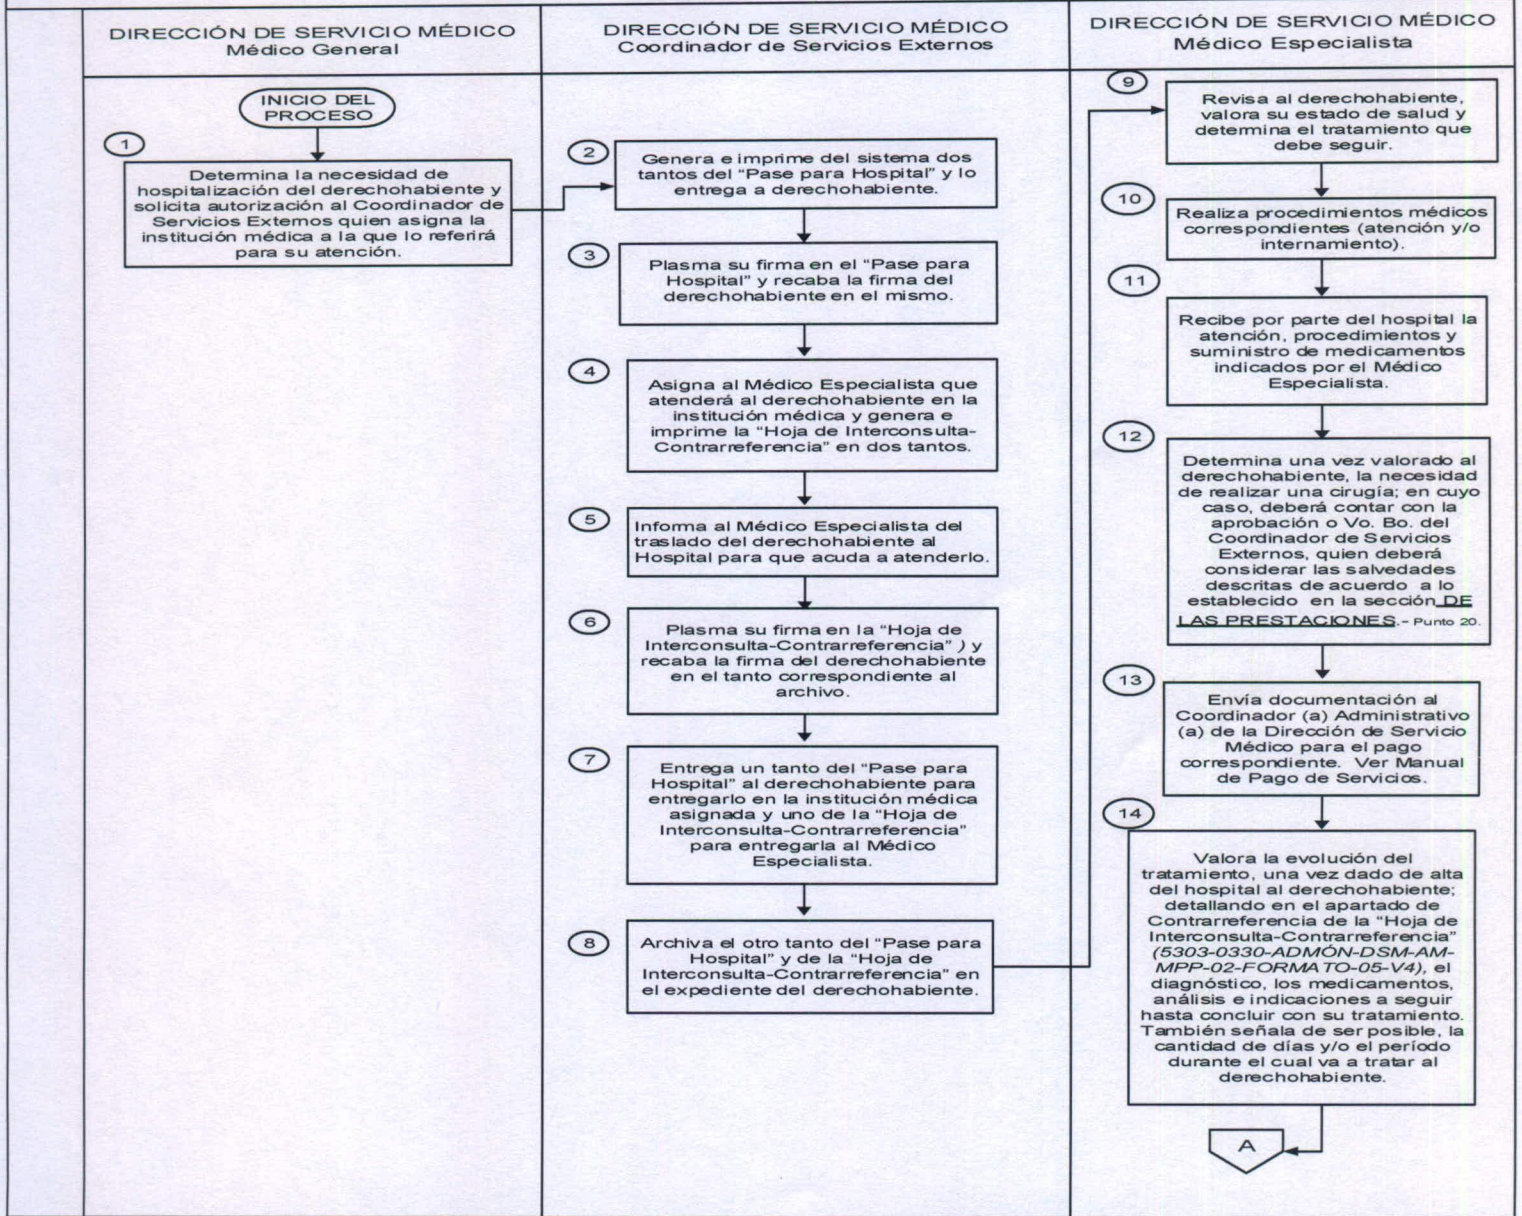 DIRECCIÓN DE SERVICIO MÉDICO
Médico General
DIRECCIÓN DE SERVICIO MÉDICO
Coordinador de Servicios Externos
DIRECCIÓN DE SERVICIO MÉDICO
Médico Especialista
INICIO DEL
PROCESO
1
Determina la necesidad de
hospitalización del derechohabiente y
solicita autorización al Coordinador de
Servicios Externos quien asigna la
institución médica a la que lo referirá
para su atención.
2
Genera e imprime del sistema dos
tantos del "Pase para Hospital" y lo
entrega a derechohabiente.
3
Plasma su firma en el "Pase para
Hospital" y recaba la firma del
derechohabiente en el mismo.
4
Asigna al Médico Especialista que
atenderá al derechohabiente en la
institución médica y genera e
imprime la "Hoja de Interconsulta-
Contrarreferencia" en dos tantos.
5
Informa al Médico Especialista del
traslado del derechohabiente al
Hospital para que acuda a atenderlo.
6
Plasma su firma en la "Hoja de
Interconsulta-Contrarreferencia" ) y
recaba la firma del derechohabiente
en el tanto correspondiente al
archivo.
7
Entrega un tanto del "Pase para
Hospital" al derechohabiente para
entregarlo en la institución médica
asignada y uno de la "Hoja de
Interconsulta-Contrarreferencia"
para entregarla al Médico
Especialista.
8
Archiva el otro tanto del "Pase para
Hospital" y de la "Hoja de
Interconsulta-Contrarreferencia" en
el expediente del derechohabiente.
9
Revisa al derechohabiente,
valora su estado de salud y
determina el tratamiento que
debe seguir.
10
Realiza procedimientos médicos
correspondientes (atención y/o
internamiento).
11
Recibe por parte del hospital la
atención, procedimientos y
suministro de medicamentos
indicados por el Médico
Especialista.
12
Determina una vez valorado al
derechohabiente, la necesidad
de realizar una cirugía; en cuyo
caso, deberá contar con la
aprobación o Vo. Bo. del
Coordinador de Servicios
Externos, quien deberá
considerar las salvedades
descritas de acuerdo a lo
establecido en la sección DE
LAS PRESTACIONES.- Punto 20.
13
Envía documentación al
Coordinador (a) Administrativo
(a) de la Dirección de Servicio
Médico para el pago
correspondiente. Ver Manual
de Pago de Servicios.
14
Valora la evolución del
tratamiento, una vez dado de alta
del hospital al derechohabiente;
detallando en el apartado de
Contrarreferencia de la "Hoja de
Interconsulta-Contrarreferencia"
(5303-0330-ADMÓN-DSM-AM-
MPP-02-FORMATO-05-V4), el
diagnóstico, los medicamentos,
análisis e indicaciones a seguir
hasta concluir con su tratamiento.
También señala de ser posible, la
cantidad de días y/o el período
durante el cual va a tratar al
derechohabiente.
A